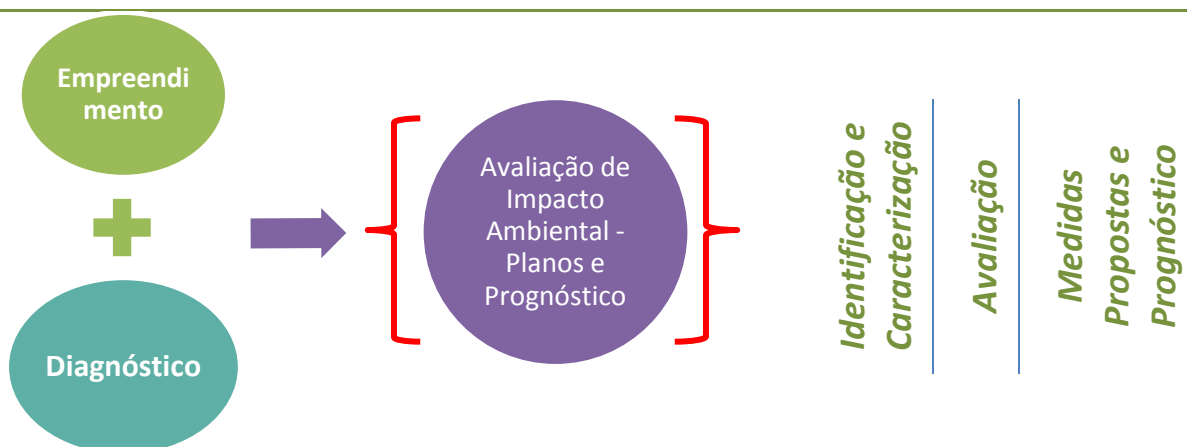 Empreendi
mento
Diagnóstico
Avaliação de
Impacto
Ambiental -
Planos e
Prognóstico
Identificação e
Caracterização
Avaliação
Medidas
Propostas e
Prognóstico